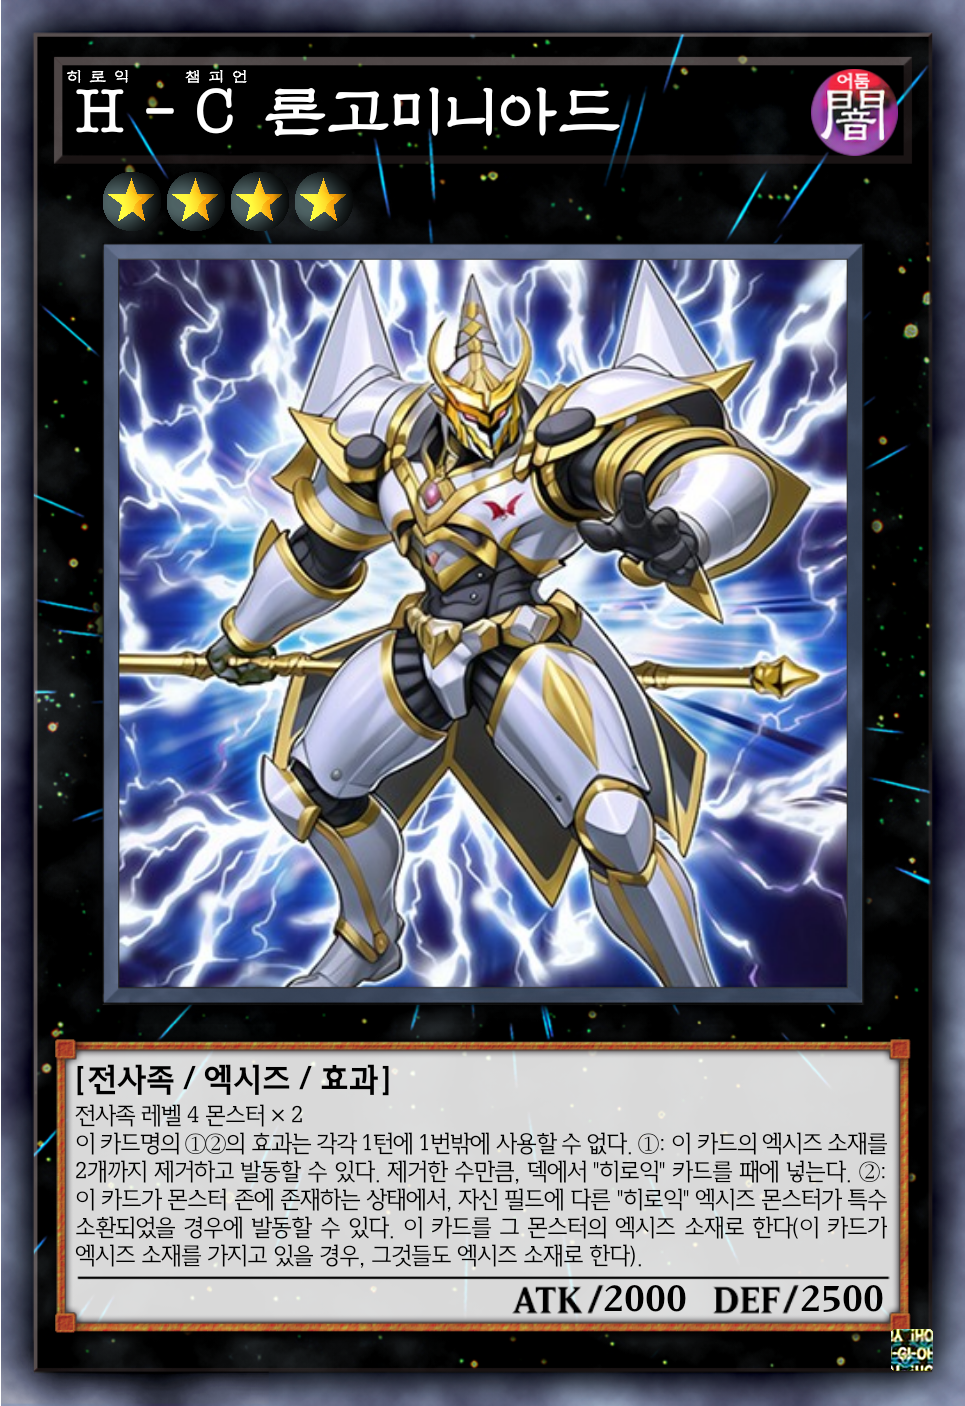 히로익 챔피언
H - C 론고미니아드
어둠
闇
[전사족 / 엑시즈 / 효과]
전사족 레벨 4 몬스터 × 2
이 카드명의 ①②의 효과는 각각 1턴에 1번밖에 사용할 수 없다. ①: 이 카드의 엑시즈 소재를
2개까지 제거하고 발동할 수 있다. 제거한 수만큼, 덱에서 "히로익" 카드를 패에 넣는다. ②:
이 카드가 몬스터 존에 존재하는 상태에서, 자신 필드에 다른 "히로익" 엑시즈 몬스터가 특수
소환되었을 경우에 발동할 수 있다. 이 카드를 그 몬스터의 엑시즈 소재로 한다(이 카드가
엑시즈 소재를 가지고 있을 경우, 그것들도 엑시즈 소재로 한다).
ATK/2000 DEF/2500